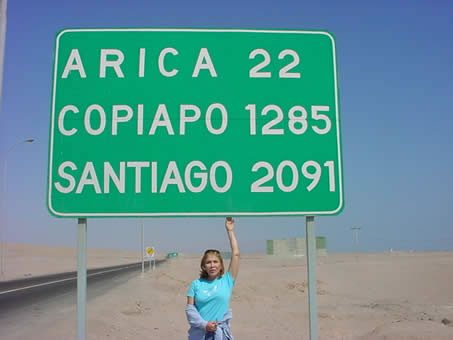 ARICA 22
COPIAPO 1285
SANTIAGO 2091